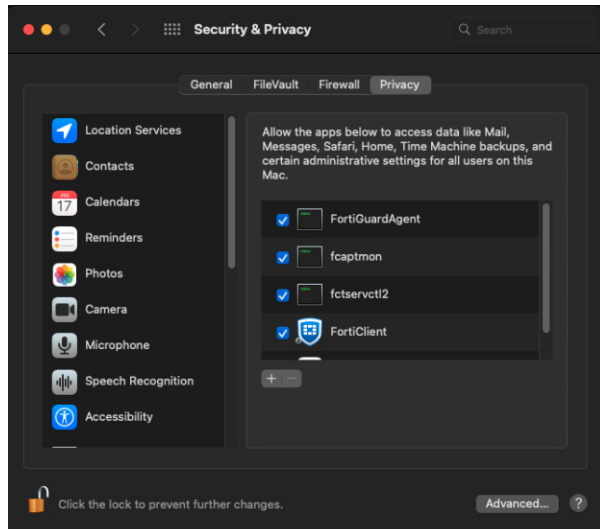 Security & Privacy
Search
General FileVault Firewall Privacy
Location Services
Contacts
JUL
17
Calendars
Reminders
Photos
Camera
Microphone
Speech Recognition
Accessibility
Allow the apps below to access data like Mail,
Messages, Safari, Home, Time Machine backups, and
certain administrative settings for all users on this
Mac.
FortiGuardAgent
fcaptmon
fctservctl2
FortiClient
Click the lock to prevent further changes.
Advanced...
?